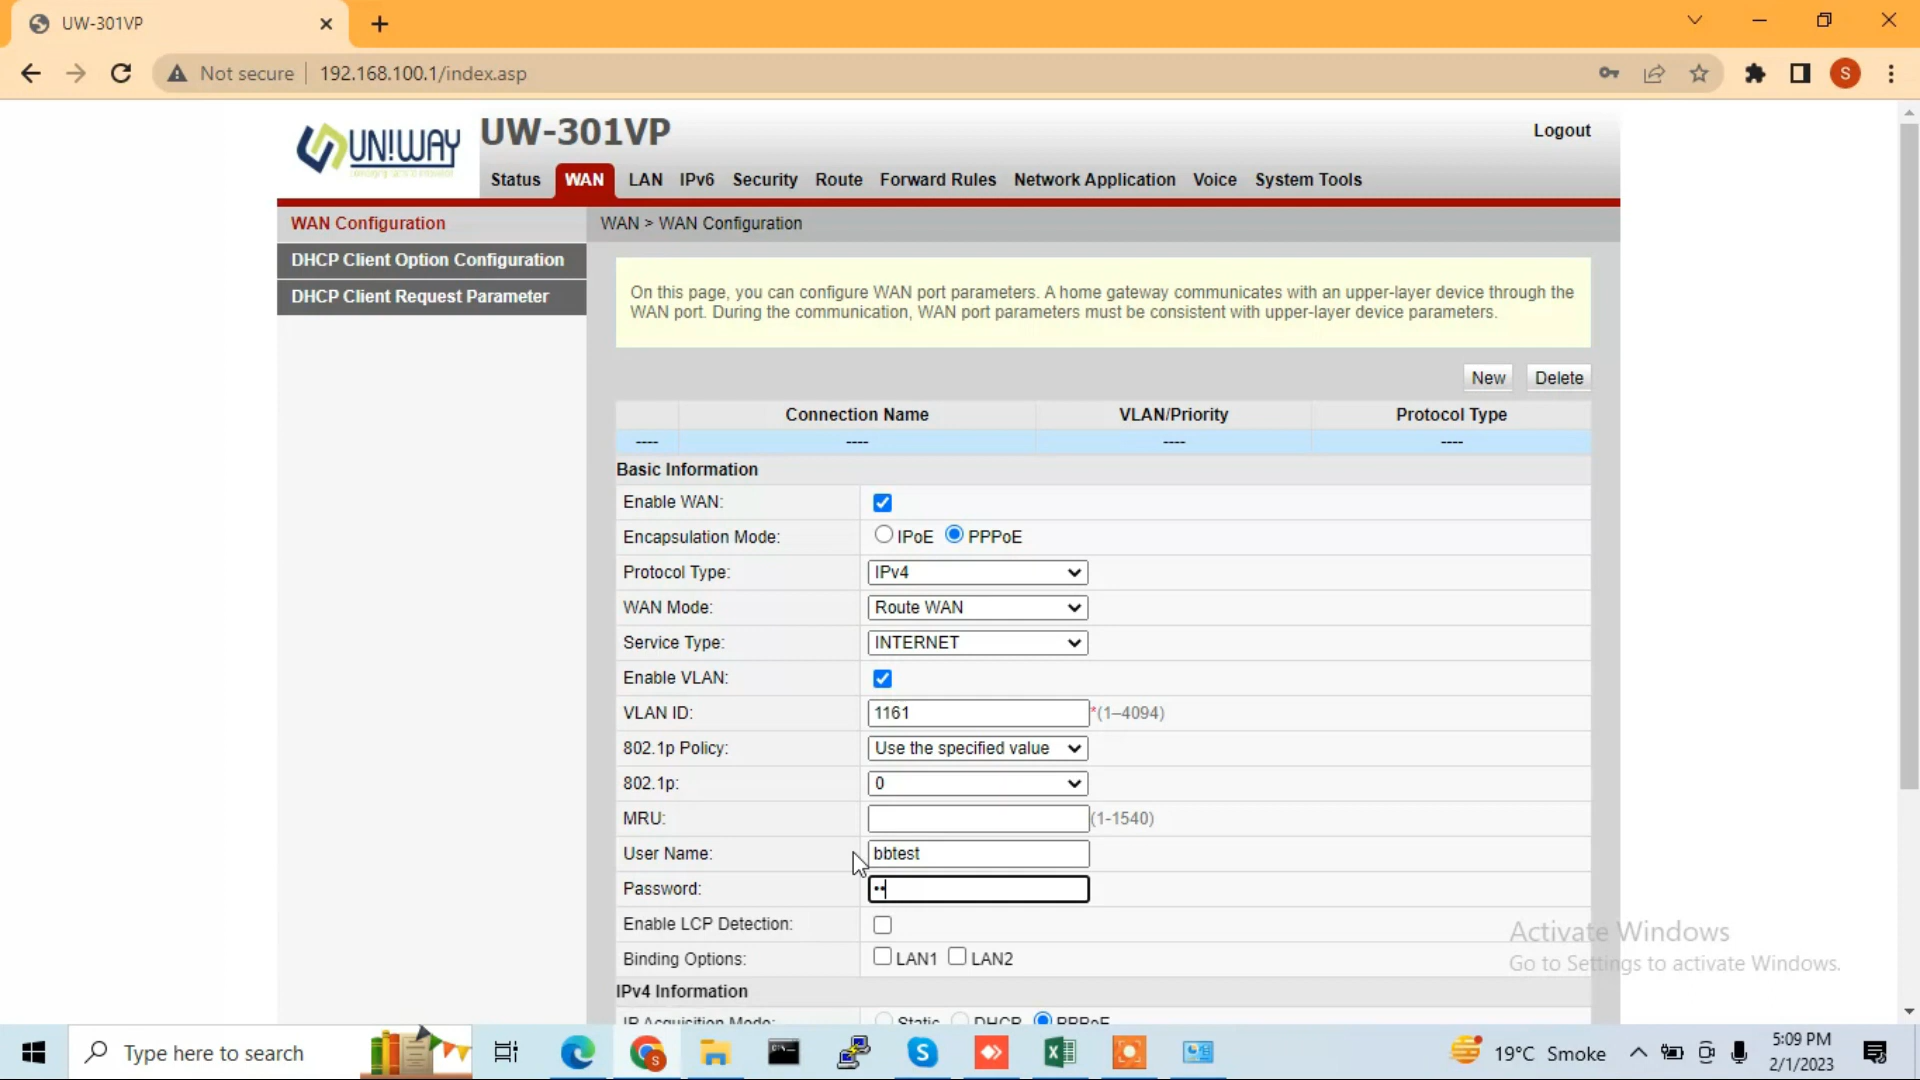 UW-301VP
Not secure 192.168.100.1/index.asp
S
UN!WAY
UW-301VP
Logout
Status WAN LAN IPv6 Security Route Forward Rules Network Application Voice System Tools
WAN Configuration
DHCP Client Option Configuration
DHCP Client Request Parameter
WAN > WAN Configuration
On this page, you can configure WAN port parameters. A home gateway communicates with an upper-layer device through the
WAN port. During the communication, WAN port parameters must be consistent with upper-layer device parameters.
New Delete
Connection Name VLAN/Priority Protocol Type
---- ---- ---- ----
Basic Information
Enable WAN:
Encapsulation Mode: IPoE PPPoE
Protocol Type: IPv4
WAN Mode: Route WAN
Service Type: INTERNET
Enable VLAN:
VLAN ID: 1161 *(1–4094)
802.1p Policy: Use the specified value
802.1p: 0
MRU: (1-1540)
User Name: bbtest
Password: ••
Enable LCP Detection:
Binding Options: LAN1 LAN2
IPv4 Information
IP Acquisition Mode: Static DHCP PPPoE
Activate Windows
Go to Settings to activate Windows.
Type here to search
19°C Smoke
5:09 PM
2/1/2023